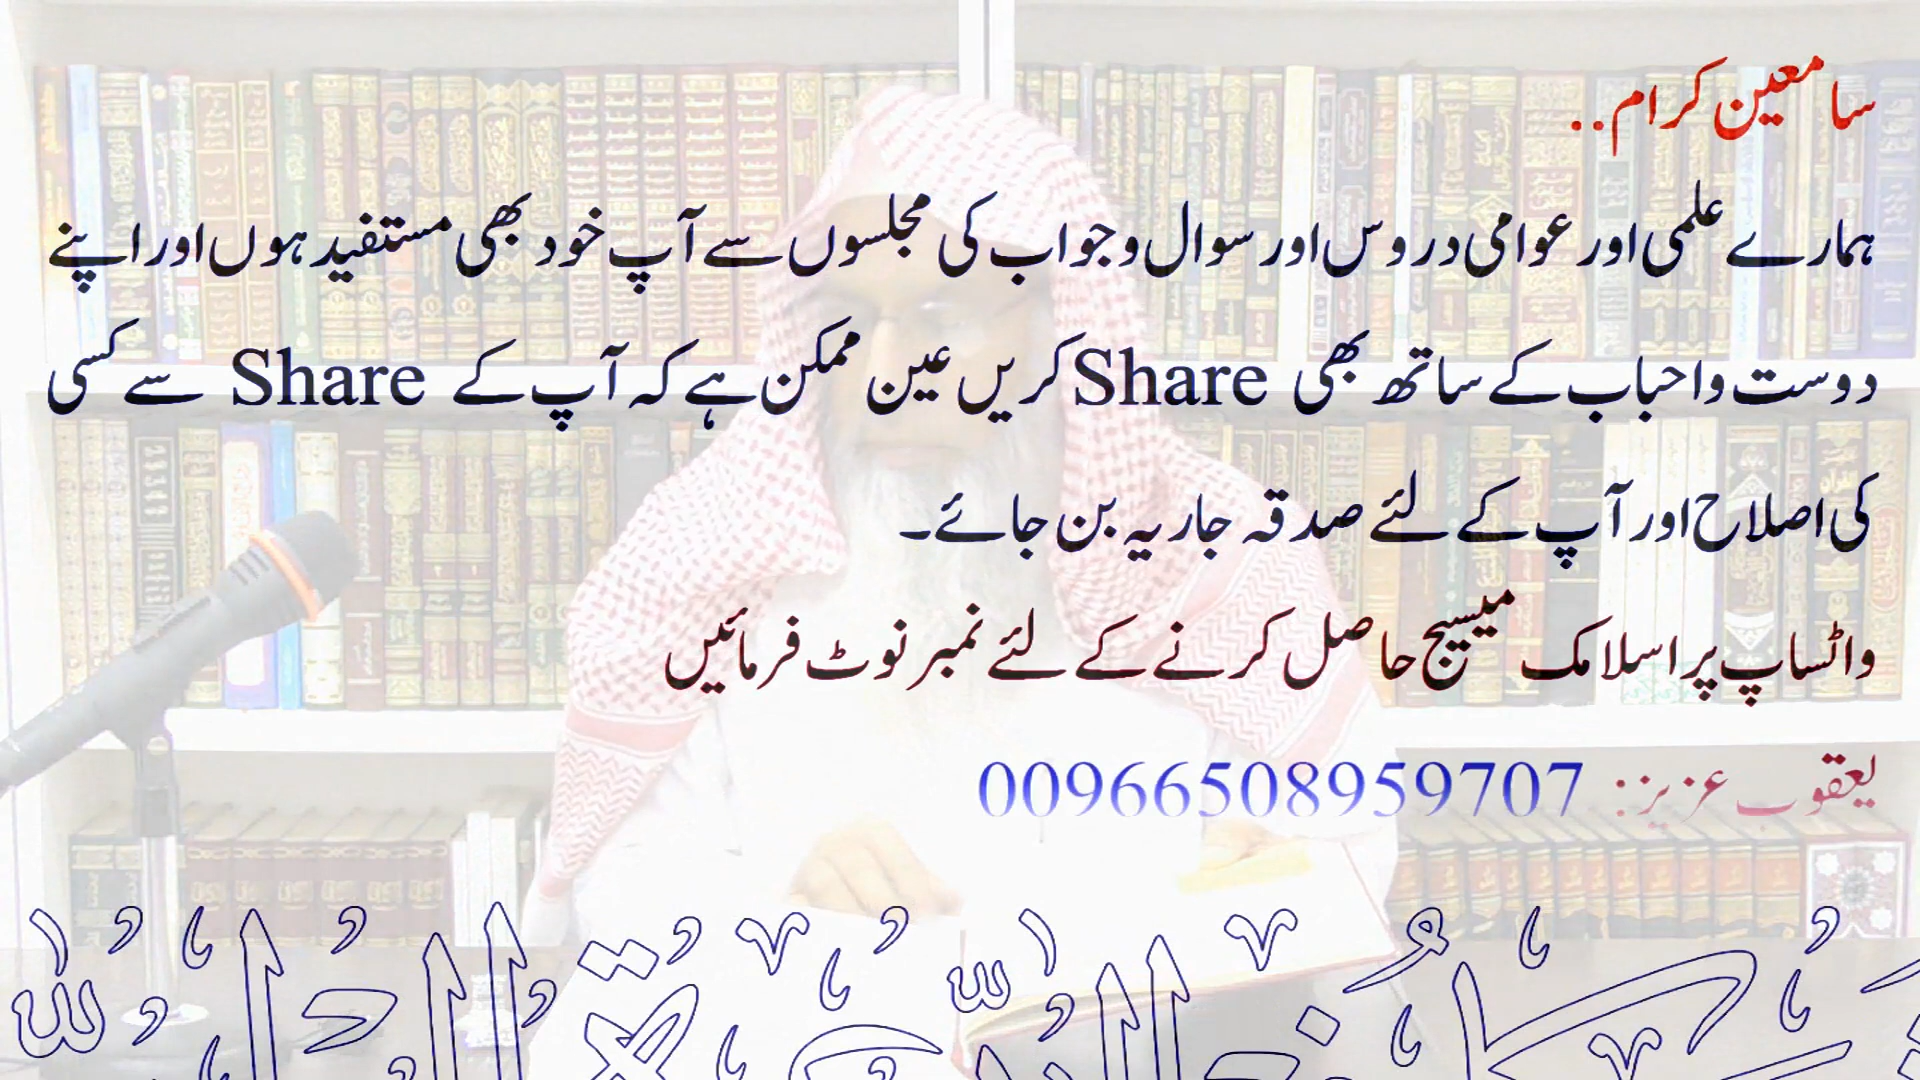 سامعین کرام..
ہمارے علمی اور عوامی دروس اور سوال و جواب کی مجلسوں سے آپ خود بھی مستفید ہوں اور اپنے
دوست و احباب کے ساتھ بھی Share کریں عین ممکن ہے کہ آپ کے Share سے کسی
کی اصلاح اور آپ کے لئے صدقہ جاریہ بن جائے۔
واٹساپ پر اسلامک میسیج حاصل کرنے کے لئے نمبر نوٹ فرمائیں
یعقوب عزیز: 00966508959707